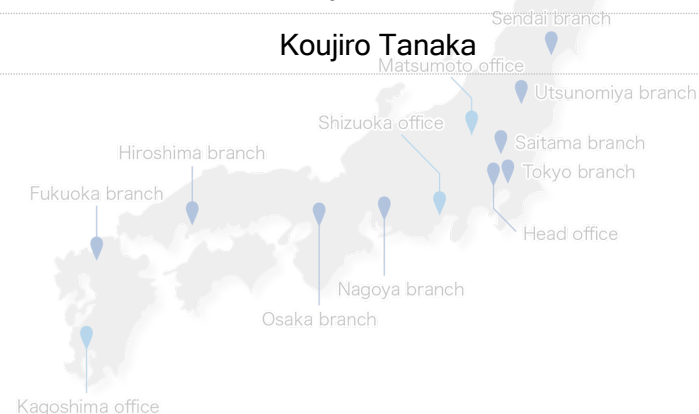 Sendai branch
Koujiro Tanaka
Matsumoto office
Utsunomiya branch
Shizuoka office
Saitama branch
Hiroshima branch
Tokyo branch
Fukuoka branch
Head office
Nagoya branch
Osaka branch
Kagoshima office